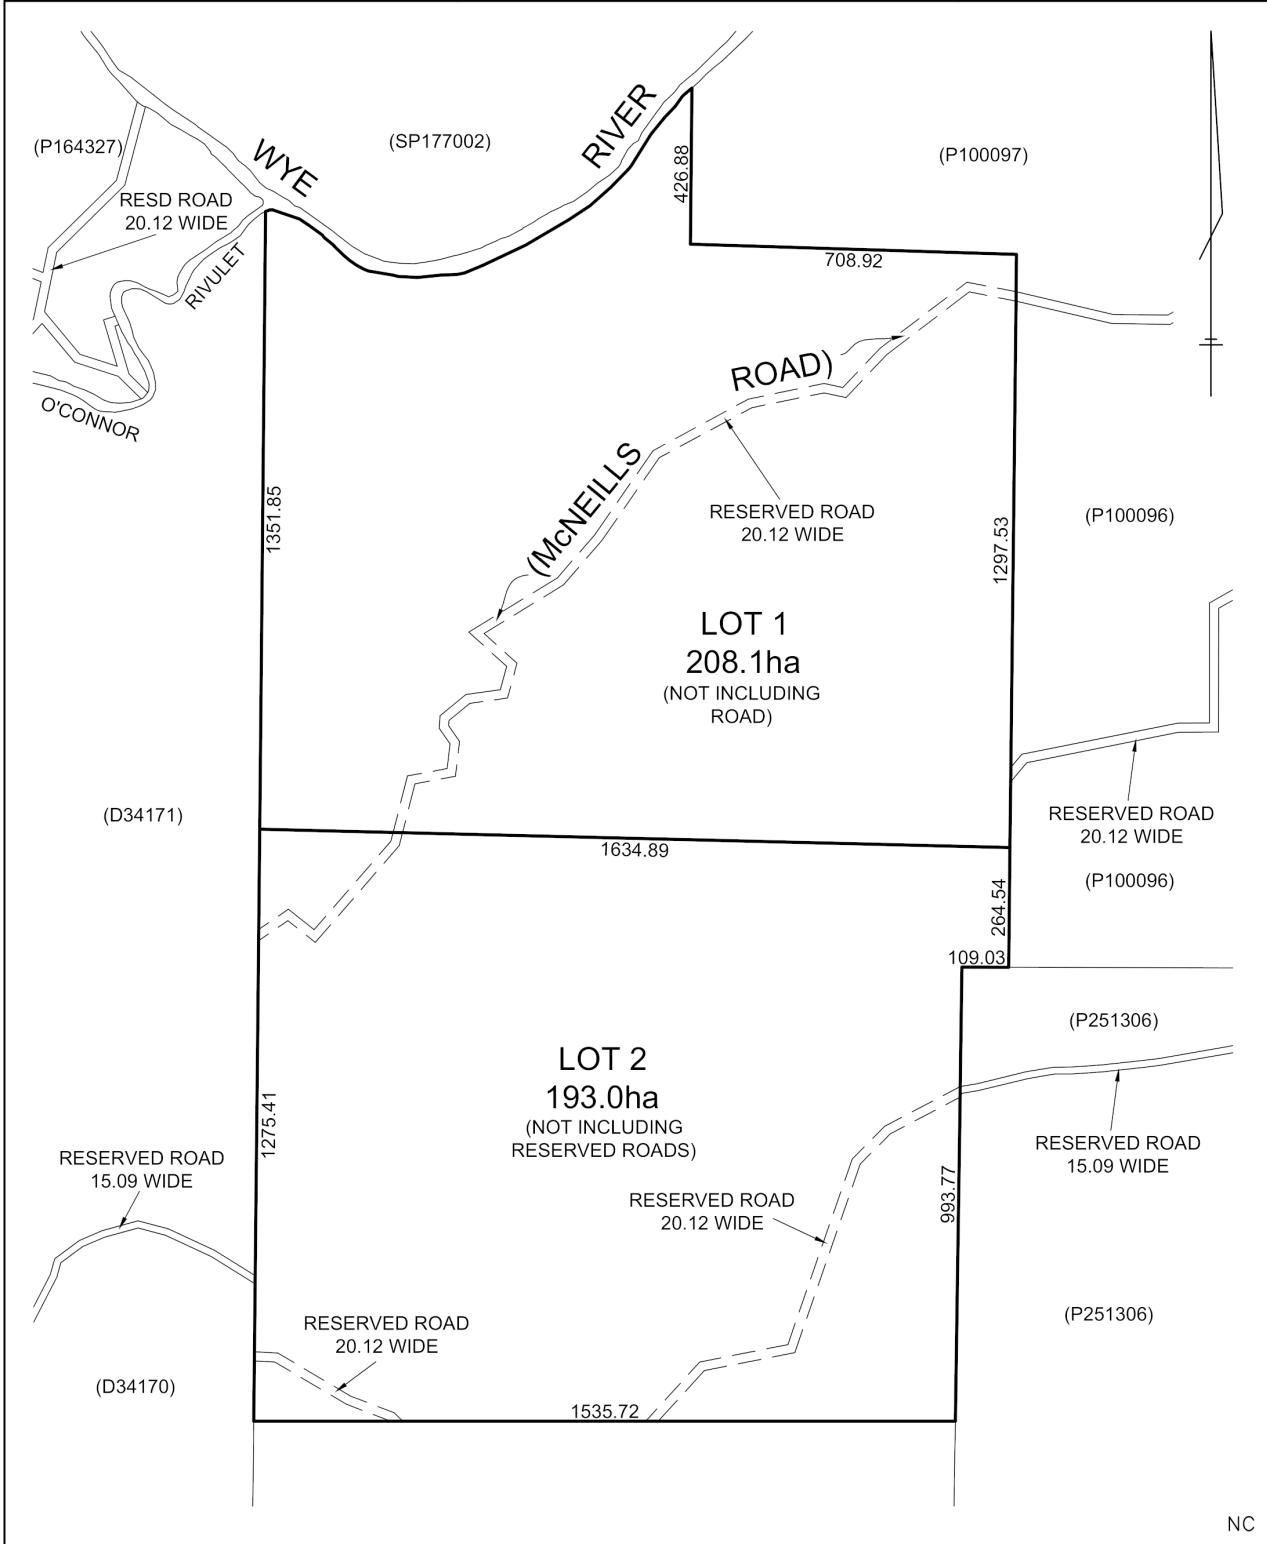 (P164327)
WYE
(SP177002)
RIVER
(P100097)
426.88
RESD ROAD
20.12 WIDE
RIVULET
708.92
O'CONNOR
ROAD)
(McNEILLS
RESERVED ROAD
20.12 WIDE
1351.85
1297.53
(P100096)
LOT 1
208.1ha
(NOT INCLUDING
ROAD)
(D34171)
RESERVED ROAD
20.12 WIDE
1634.89
(P100096)
264.54
109.03
(P251306)
LOT 2
193.0ha
(NOT INCLUDING
RESERVED ROADS)
1275.41
RESERVED ROAD
15.09 WIDE
RESERVED ROAD
15.09 WIDE
RESERVED ROAD
20.12 WIDE
993.77
RESERVED ROAD
20.12 WIDE
(P251306)
(D34170)
1535.72
NC